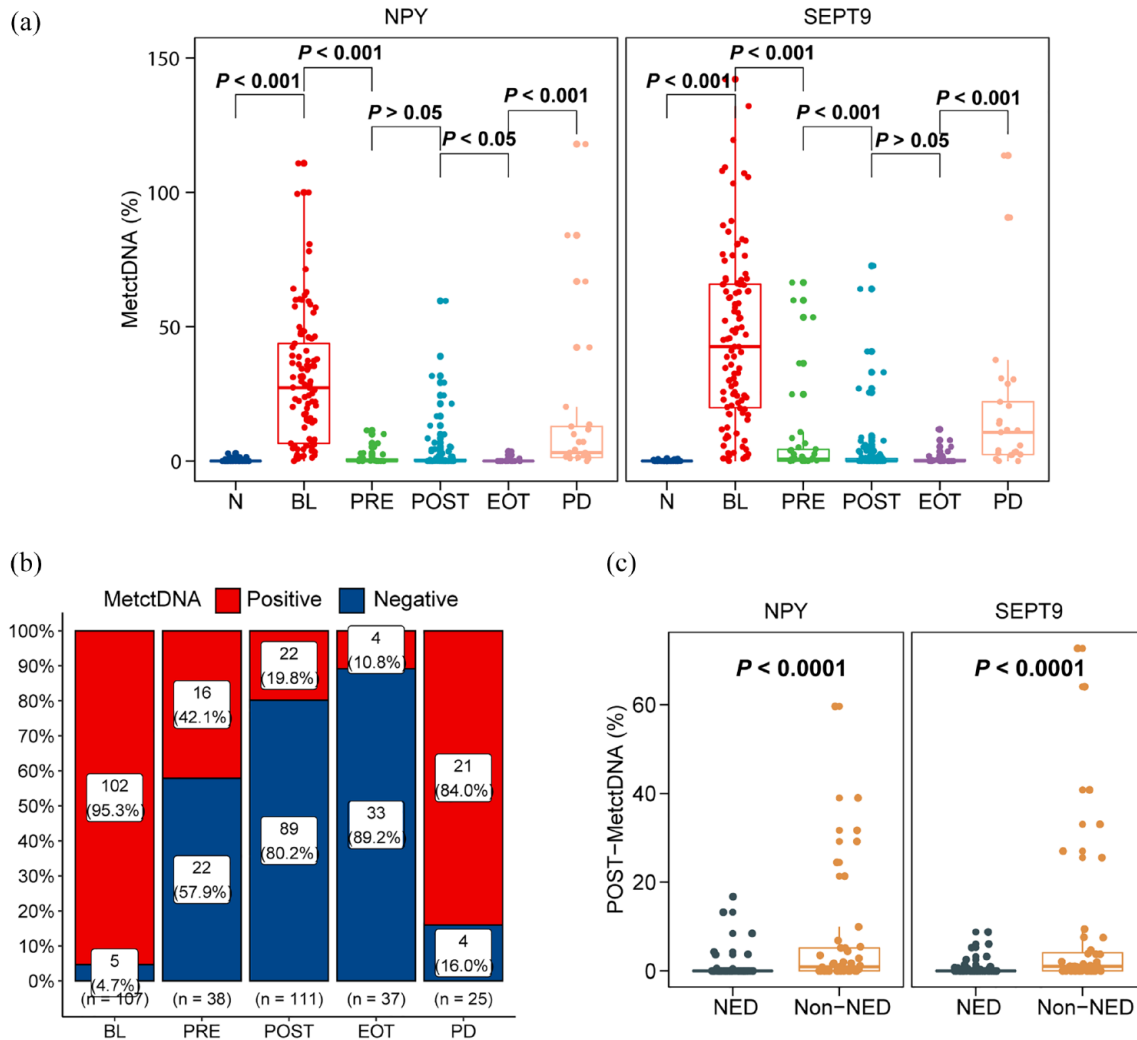 (a)
NPY
SEPT9
MetctDNA (%)
150
100
50
0
P < 0.001
P < 0.001
P > 0.05
P < 0.05
P < 0.001
P < 0.001
P < 0.001
P < 0.001
P > 0.05
P < 0.001
N BL PRE POST EOT PD
N BL PRE POST EOT PD
(b)
MetctDNA Positive Negative
100%
90%
80%
70%
60%
50%
40%
30%
20%
10%
0%
102
(95.3%)
5
(4.7%)
16
(42.1%)
22
(57.9%)
22
(19.8%)
89
(80.2%)
4
(10.8%)
33
(89.2%)
21
(84.0%)
4
(16.0%)
(n = 107) (n = 38) (n = 111) (n = 37) (n = 25)
BL PRE POST EOT PD
(c)
NPY
SEPT9
POST−MetctDNA (%)
60
40
20
0
P < 0.0001
P < 0.0001
NED Non−NED
NED Non−NED